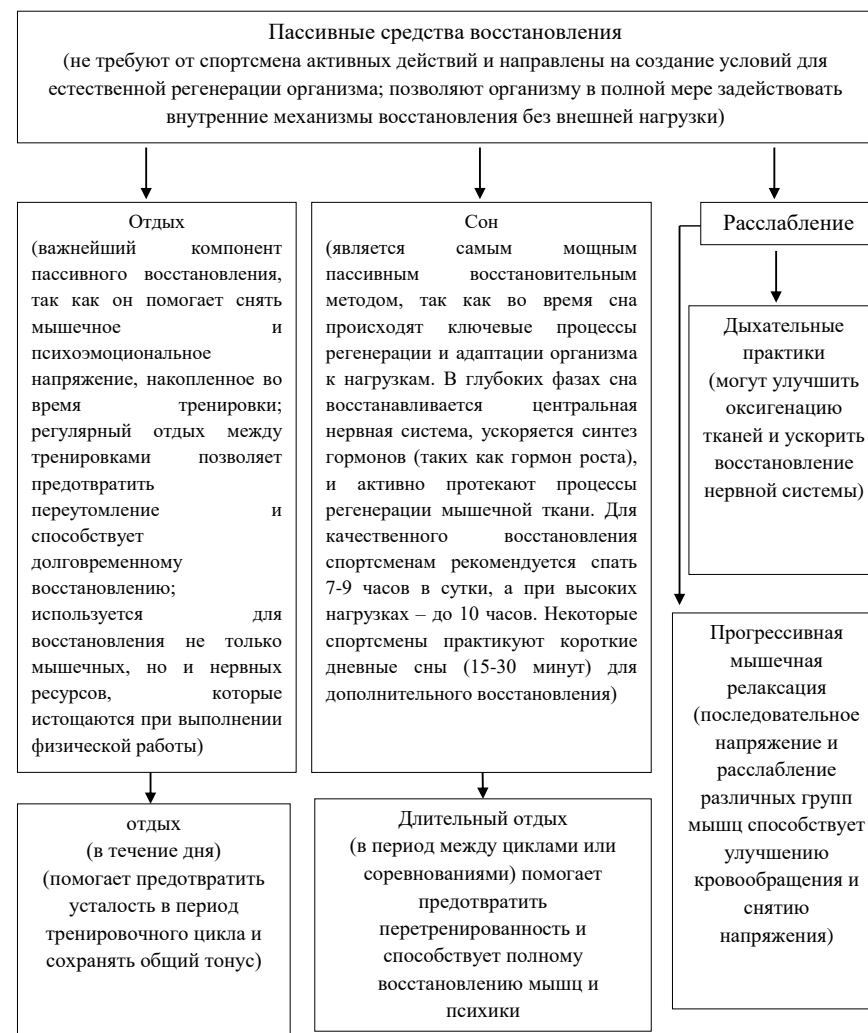 Пассивные средства восстановления
(не требуют от спортсмена активных действий и направлены на создание условий для
естественной регенерации организма; позволяют организму в полной мере задействовать
внутренние механизмы восстановления без внешней нагрузки)
Отдых
(важнейший компонент
пассивного восстановления,
так как он помогает снять
мышечное и
психоэмоциональное
напряжение, накопленное во
время тренировки;
регулярный отдых между
тренировками позволяет
предотвратить
переутомление и
способствует
долговременному
восстановлению;
используется для
восстановления не только
мышечных, но и нервных
ресурсов, которые
истощаются при выполнении
физической работы)
Сон
(является самым мощным
пассивным восстановительным
методом, так как во время сна
происходят ключевые процессы
регенерации и адаптации организма
к нагрузкам. В глубоких фазах сна
восстанавливается центральная
нервная система, ускоряется синтез
гормонов (таких как гормон роста),
и активно протекают процессы
регенерации мышечной ткани. Для
качественного восстановления
спортсменам рекомендуется спать
7-9 часов в сутки, а при высоких
нагрузках – до 10 часов. Некоторые
спортсмены практикуют короткие
дневные сны (15-30 минут) для
дополнительного восстановления)
Расслабление
Дыхательные
практики
(могут улучшить
оксигенацию
тканей и ускорить
восстановление
нервной системы)
Прогрессивная
мышечная
релаксация
(последовательное
напряжение и
расслабление
различных групп
мышц способствует
улучшению
кровообращения и
снятию
напряжения)
отдых
(в течение дня)
(помогает предотвратить
усталость в период
тренировочного цикла и
сохранять общий тонус)
Длительный отдых
(в период между циклами или
соревнованиями) помогает
предотвратить
перетренированность и
способствует полному
восстановлению мышц и
психики